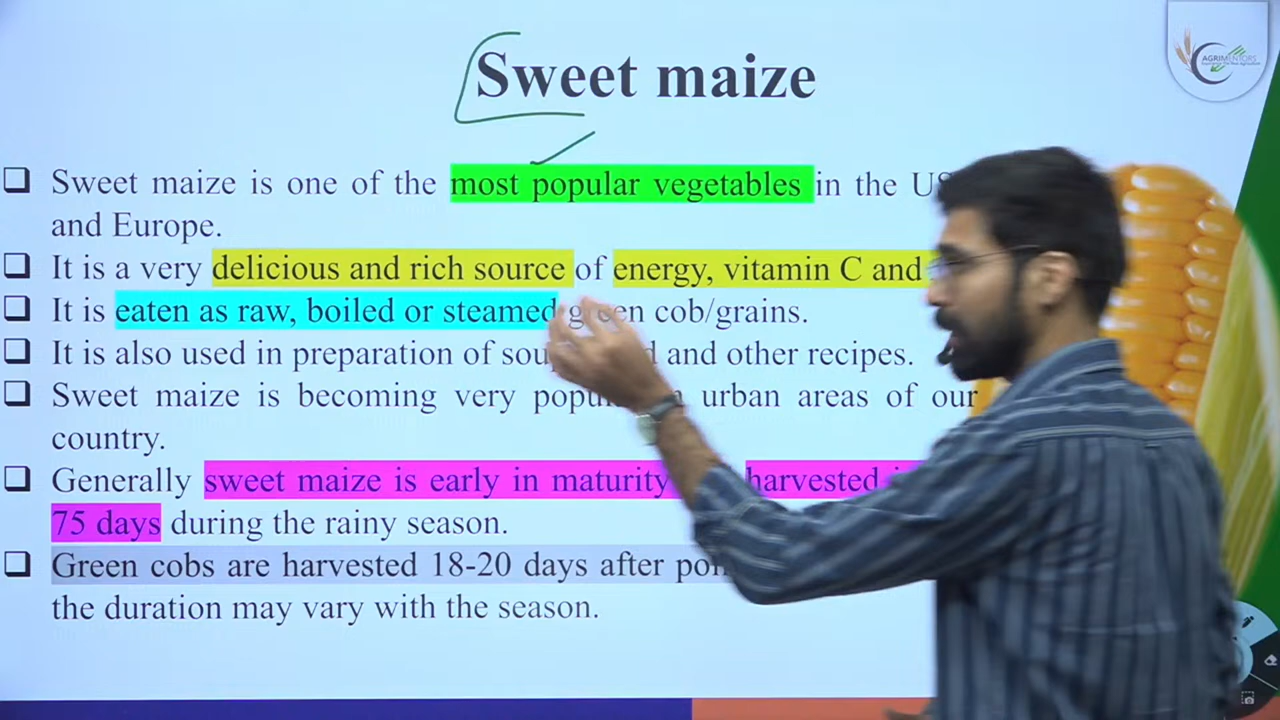 Sweet maize
AGRIMENTORS
Sweet maize is one of the most popular vegetables in the
and Europe.
It is a very delicious and rich source of energy, vitamin C and
It is eaten as raw, boiled or steamed green cob/grains.
It is also used in preparation of and other recipes.
Sweet maize is becoming very urban areas of our
country.
Generally sweet maize is early in maturity harvested
75 days during the rainy season.
Green cobs are harvested 18-20 days after
the duration may vary with the season.